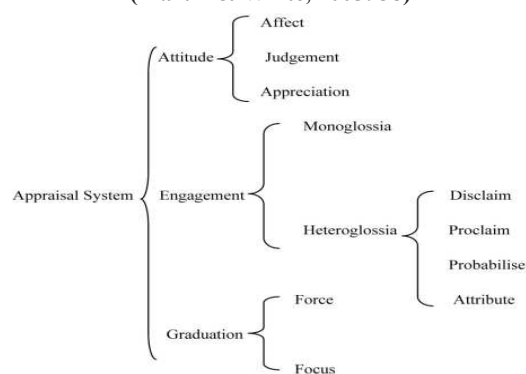 Affect
Attitude
Judgement
Appreciation
Monoglossia
Appraisal System
Engagement
Disclaim
Heteroglossia
Proclaim
Probabilise
Attribute
Force
Graduation
Focus